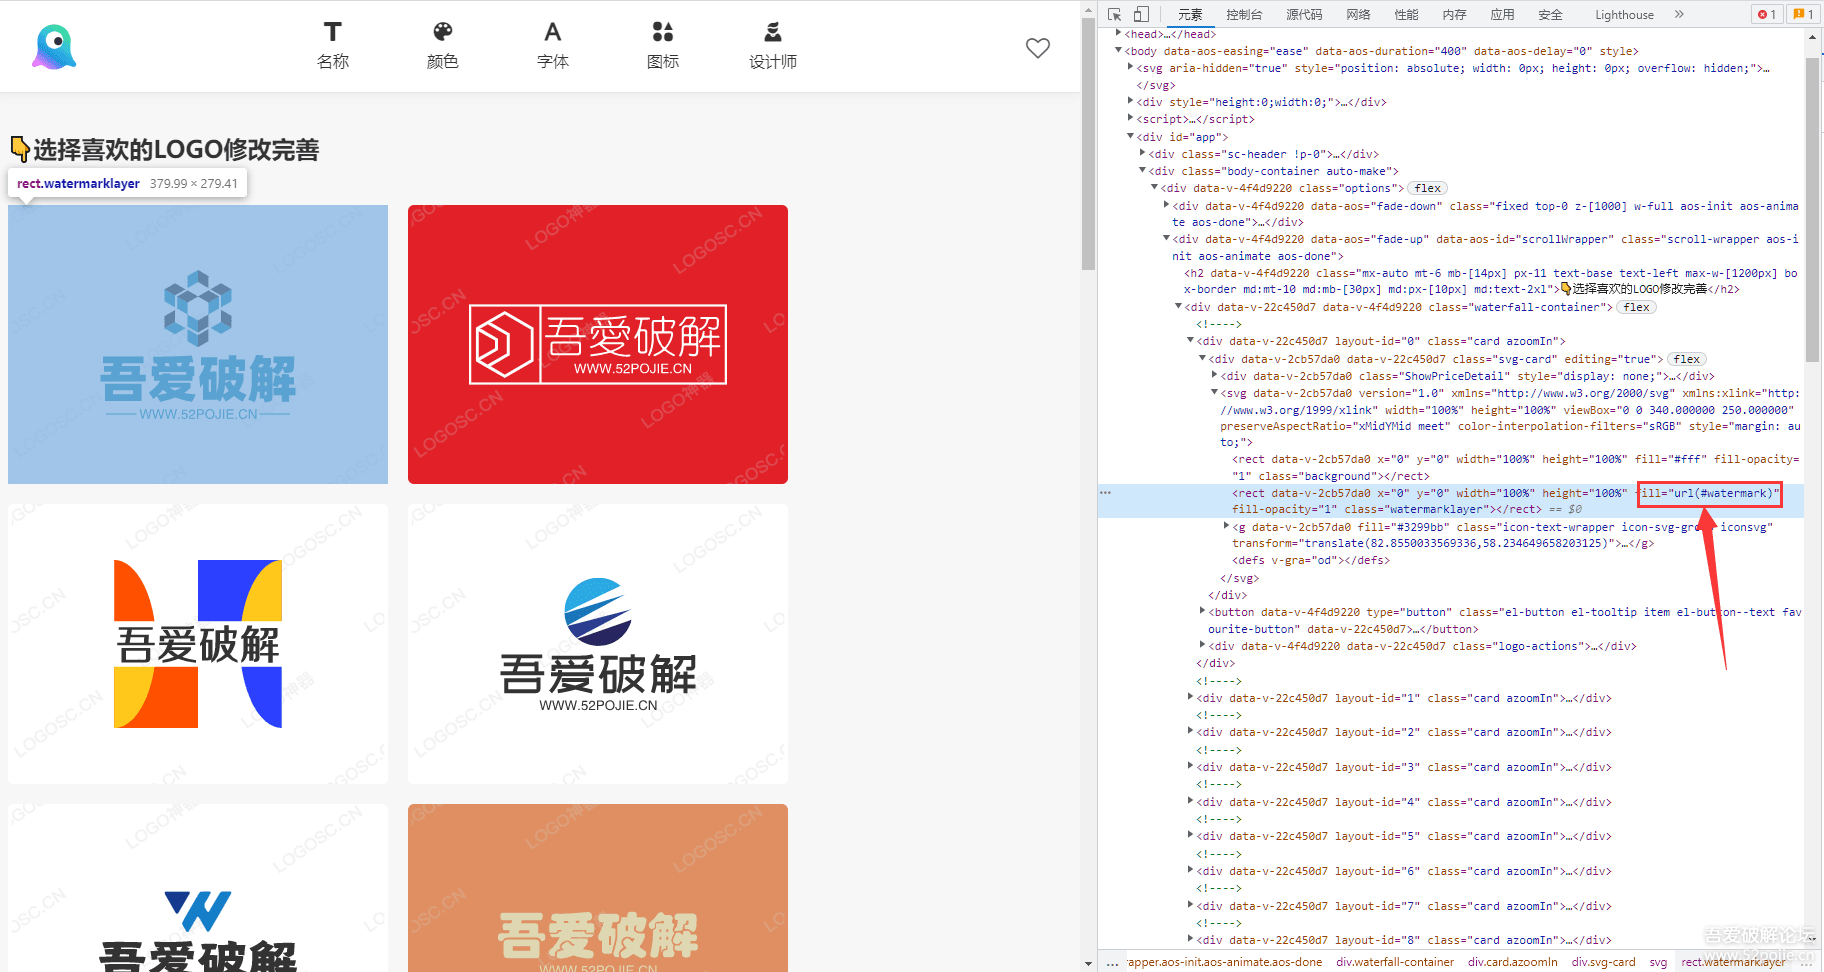 名称
颜色
字体
图标
设计师
👇选择喜欢的LOGO修改完善
rect.watermarklayer 379.99 × 279.41
吾爱破解
WWW.52POJIE.CN
吾愛破解
WWW.52POJIE.CN
吾爱破解
吾爱破解
WWW.52POJIE.CN
吾爱破解
吾爱破解
WWW.52POJIE.CN
LOGO神器
LOGOSC.CN
元素 控制台 源代码 网络 性能 内存 应用 安全 Lighthouse » 1 1
<head>…</head>
<body data-aos-easing="ease" data-aos-duration="400" data-aos-delay="0" style>
<svg aria-hidden="true" style="position: absolute; width: 0px; height: 0px; overflow: hidden;">…
</svg>
<div style="height:0;width:0;">…</div>
<script>…</script>
<div id="app">
<div class="sc-header !p-0">…</div>
<div class="body-container auto-make">
<div data-v-4f4d9220 class="options"> flex
<div data-v-4f4d9220 data-aos="fade-down" class="fixed top-0 z-[1000] w-full aos-init aos-anima
te aos-done">…</div>
<div data-v-4f4d9220 data-aos="fade-up" data-aos-id="scrollWrapper" class="scroll-wrapper aos-i
nit aos-animate aos-done">
<h2 data-v-4f4d9220 class="mx-auto mt-6 mb-[14px] px-11 text-base text-left max-w-[1200px] bo
x-border md:mt-10 md:mb-[30px] md:px-[10px] md:text-2xl">👇选择喜欢的LOGO修改完善</h2>
<div data-v-22c450d7 data-v-4f4d9220 class="waterfall-container"> flex
<!---->
<div data-v-22c450d7 layout-id="0" class="card azoomIn">
<div data-v-2cb57da0 data-v-22c450d7 class="svg-card" editing="true"> flex
<div data-v-2cb57da0 class="ShowPriceDetail" style="display: none;">…</div>
<svg data-v-2cb57da0 version="1.0" xmlns="http://www.w3.org/2000/svg" xmlns:xlink="http:
//www.w3.org/1999/xlink" width="100%" height="100%" viewBox="0 0 340.000000 250.000000"
preserveAspectRatio="xMidYMid meet" color-interpolation-filters="sRGB" style="margin: au
to;">
<rect data-v-2cb57da0 x="0" y="0" width="100%" height="100%" fill="#fff" fill-opacity=
"1" class="background"></rect>
<rect data-v-2cb57da0 x="0" y="0" width="100%" height="100%" fill="url(#watermark)"
fill-opacity="1" class="watermarklayer"></rect> == $0
<g data-v-2cb57da0 fill="#3299bb" class="icon-text-wrapper icon-svg-group iconsvg"
transform="translate(82.8550033569336,58.234649658203125)">…</g>
<defs v-gra="od"></defs>
</svg>
</div>
<button data-v-4f4d9220 type="button" class="el-button el-tooltip item el-button--text fav
ourite-button" data-v-22c450d7>…</button>
<div data-v-4f4d9220 data-v-22c450d7 class="logo-actions">…</div>
</div>
<!---->
<div data-v-22c450d7 layout-id="1" class="card azoomIn">…</div>
<!---->
<div data-v-22c450d7 layout-id="2" class="card azoomIn">…</div>
<!---->
<div data-v-22c450d7 layout-id="3" class="card azoomIn">…</div>
<!---->
<div data-v-22c450d7 layout-id="4" class="card azoomIn">…</div>
<!---->
<div data-v-22c450d7 layout-id="5" class="card azoomIn">…</div>
<!---->
<div data-v-22c450d7 layout-id="6" class="card azoomIn">…</div>
<!---->
<div data-v-22c450d7 layout-id="7" class="card azoomIn">…</div>
<!---->
<div data-v-22c450d7 layout-id="8" class="card azoomIn">…</div>
… rapper.aos-init.aos-animate.aos-done div.waterfall-container div.card.azoomIn div.svg-card svg rect.watermarklayer
吾爱破解论坛
www.52pojie.cn